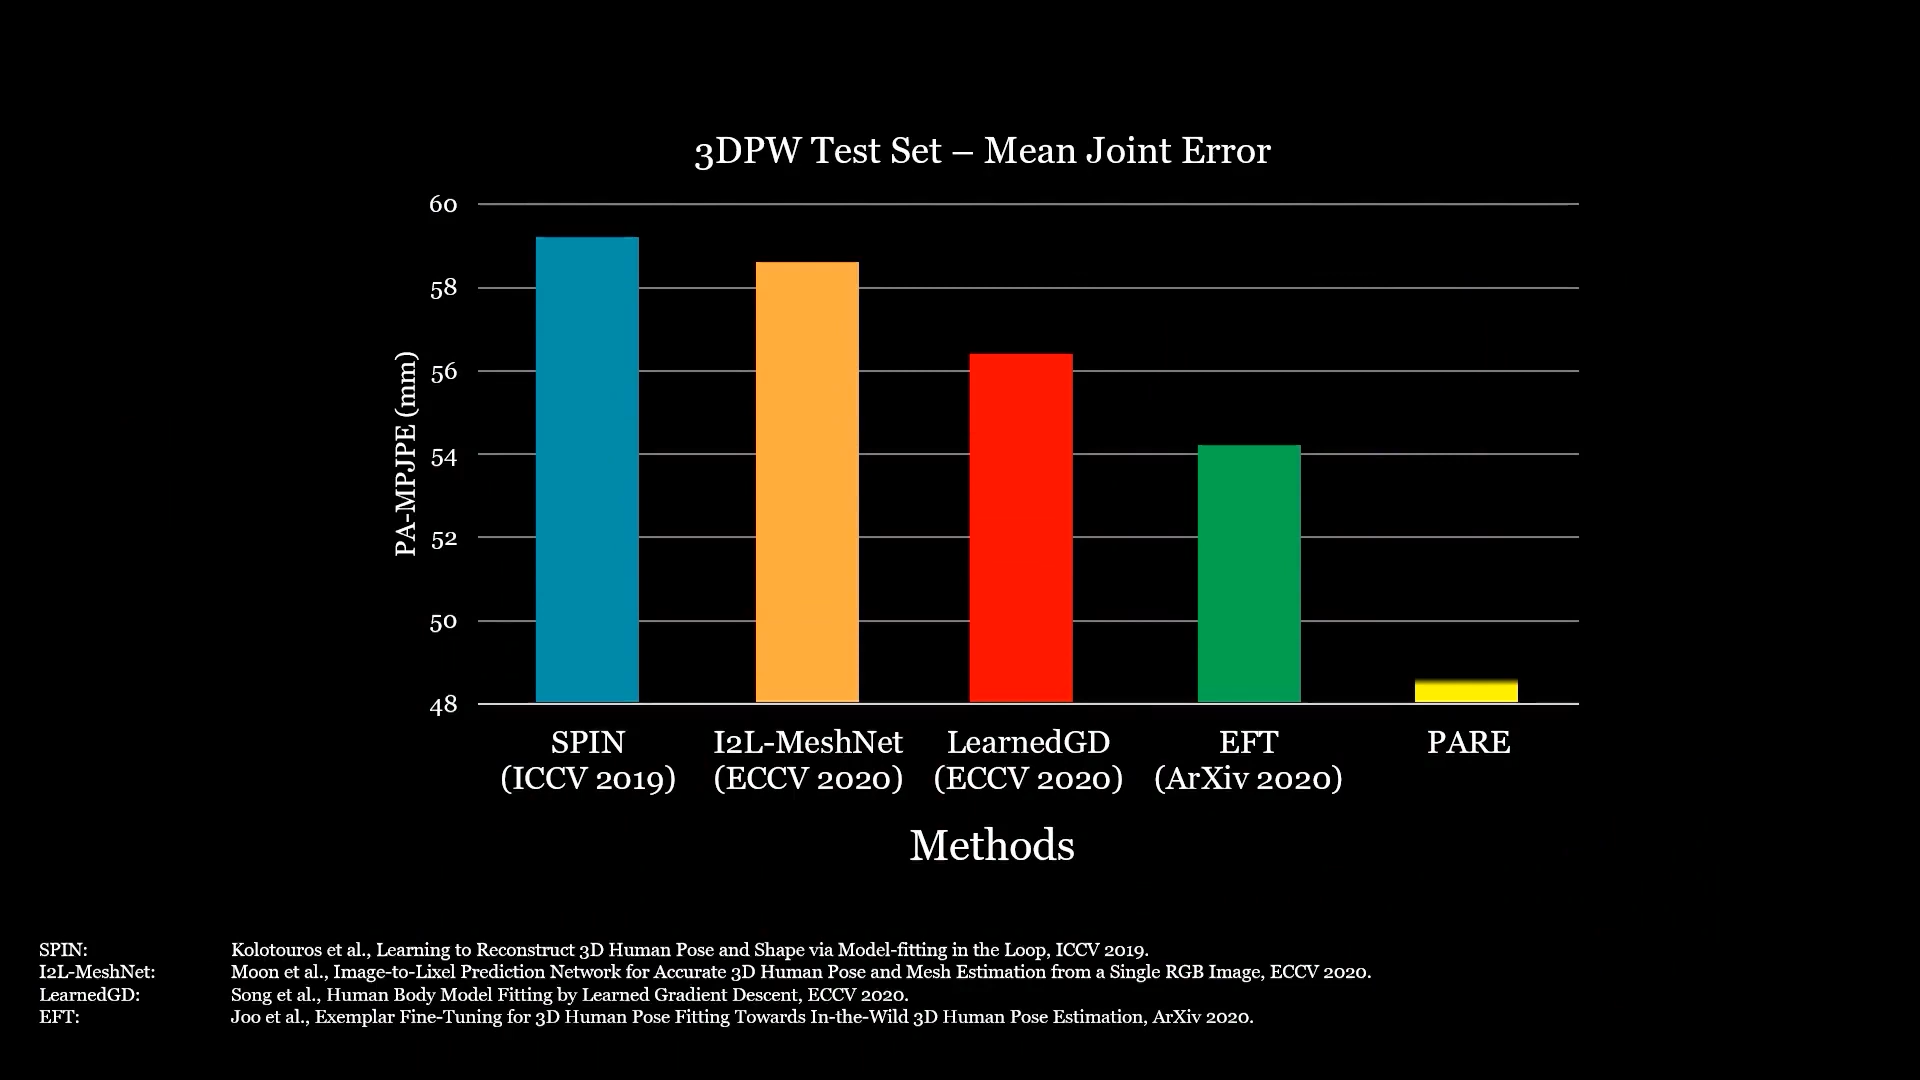 3DPW Test Set – Mean Joint Error
60
58
56
54
52
50
48
PA-MPJPE (mm)
SPIN
(ICCV 2019)
I2L-MeshNet
(ECCV 2020)
LearnedGD
(ECCV 2020)
EFT
(ArXiv 2020)
PARE
Methods
SPIN: Kolotouros et al., Learning to Reconstruct 3D Human Pose and Shape via Model-fitting in the Loop, ICCV 2019.
I2L-MeshNet: Moon et al., Image-to-Lixel Prediction Network for Accurate 3D Human Pose and Mesh Estimation from a Single RGB Image, ECCV 2020.
LearnedGD: Song et al., Human Body Model Fitting by Learned Gradient Descent, ECCV 2020.
EFT: Joo et al., Exemplar Fine-Tuning for 3D Human Pose Fitting Towards In-the-Wild 3D Human Pose Estimation, ArXiv 2020.